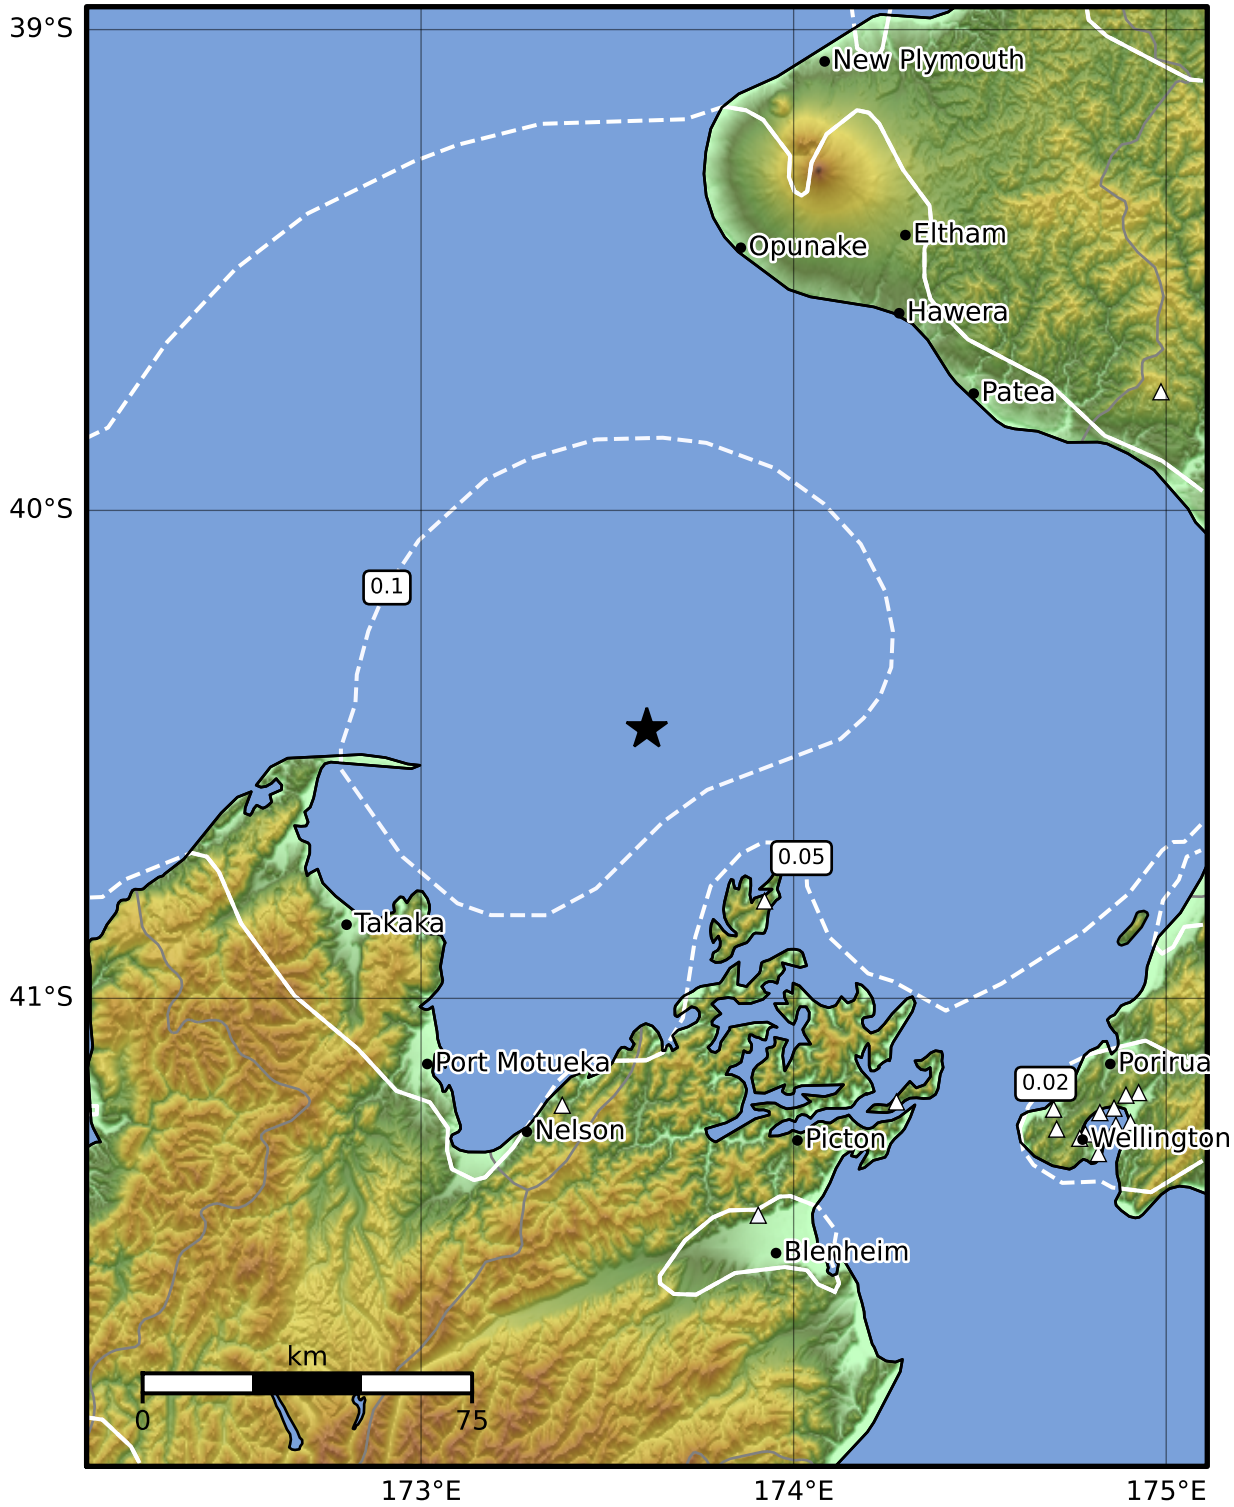 39°S
New Plymouth
Eltham
Opunake
Hawera
Patea
40°S
0.1
0.05
Takaka
41°S
Port Motueka
Porirua
0.02
Nelson
Picton
Wellington
Blenheim
km
0
75
173°E
174°E
175°E